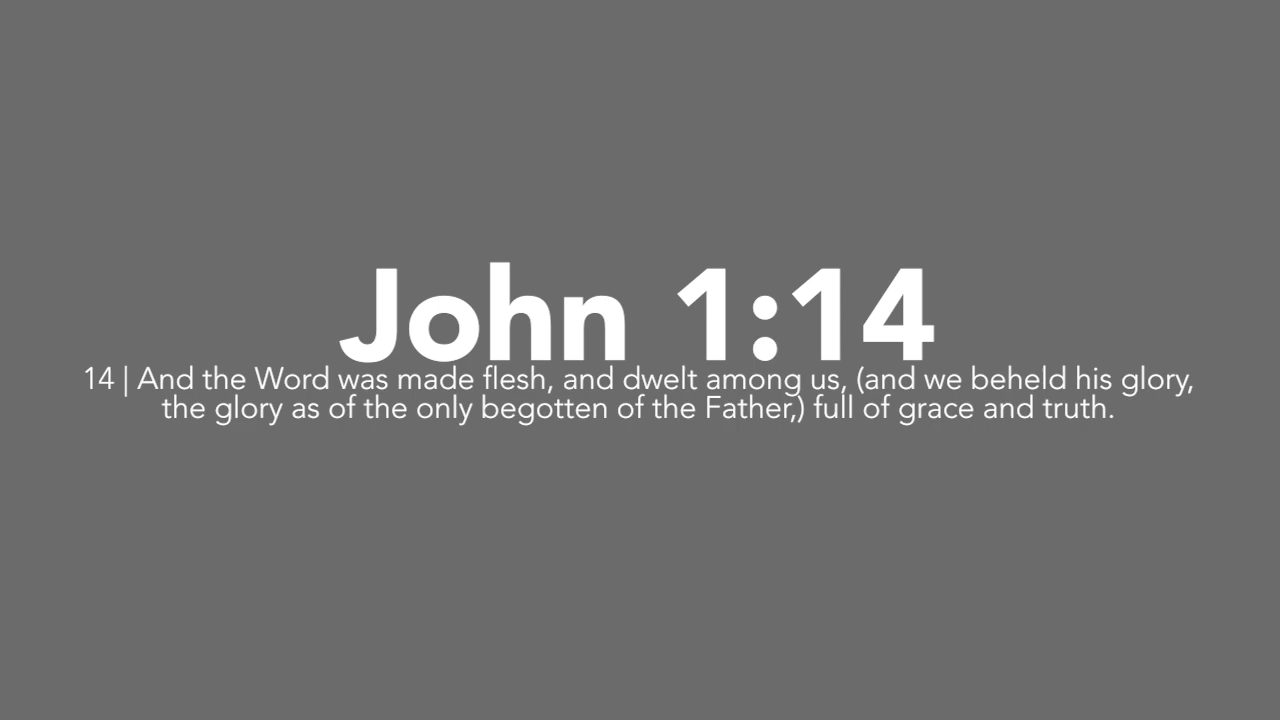 John 1:14
14 | And the Word was made flesh, and dwelt among us, (and we beheld his glory,
the glory as of the only begotten of the Father,) full of grace and truth.